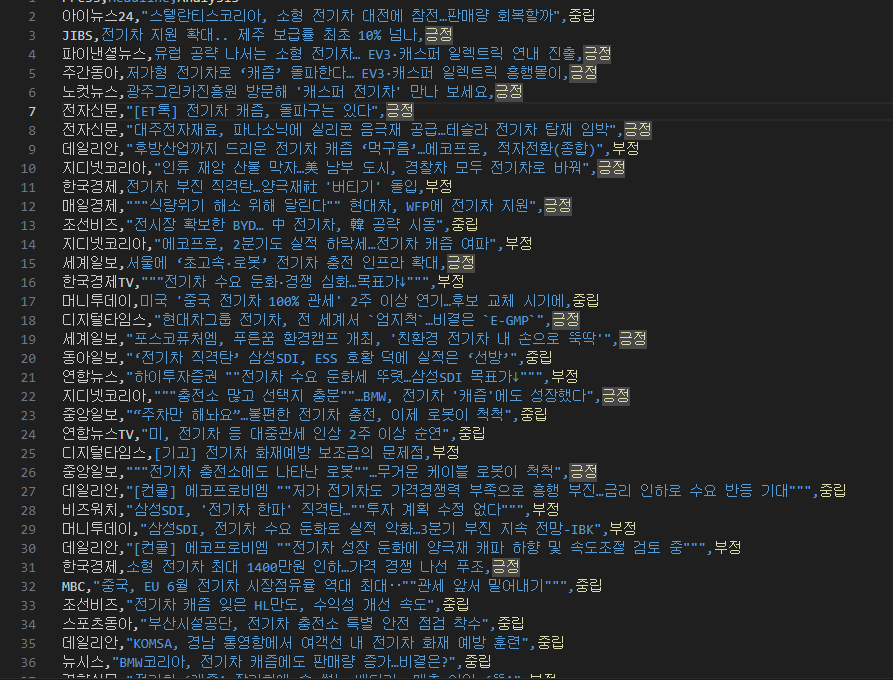 Press,Headline,Analysis
2 아이뉴스24,"스텔란티스코리아, 소형 전기차 대전에 참전…판매량 회복할까",중립
3 JIBS,전기차 지원 확대.. 제주 보급률 최초 10% 넘나,긍정
4 파이낸셜뉴스,유럽 공략 나서는 소형 전기차… EV3·캐스퍼 일렉트릭 연내 진출,긍정
5 주간동아,저가형 전기차로 ‘캐즘’ 돌파한다… EV3·캐스퍼 일렉트릭 흥행몰이,긍정
6 노컷뉴스,광주그린카진흥원 방문해 '캐스퍼 전기차' 만나 보세요,긍정
7 전자신문,"[ET톡] 전기차 캐즘, 돌파구는 있다",긍정
8 전자신문,"대주전자재료, 파나소닉에 실리콘 음극재 공급…테슬라 전기차 탑재 임박",긍정
9 데일리안,"후방산업까지 드리운 전기차 캐즘 ‘먹구름’…에코프로, 적자전환(종합)",부정
10 지디넷코리아,"인류 재앙 산불 막자…美 남부 도시, 경찰차 모두 전기차로 바꿔",긍정
11 한국경제,전기차 부진 직격탄…양극재社 '버티기' 돌입,부정
12 매일경제,"""식량위기 해소 위해 달린다"" 현대차, WFP에 전기차 지원",긍정
13 조선비즈,"전시장 확보한 BYD… 中 전기차, 韓 공략 시동",중립
14 지디넷코리아,"에코프로, 2분기도 실적 하락세…전기차 캐즘 여파",부정
15 세계일보,서울에 ‘초고속·로봇’ 전기차 충전 인프라 확대,긍정
16 한국경제TV,"""전기차 수요 둔화·경쟁 심화…목표가↓""",부정
17 머니투데이,미국 '중국 전기차 100% 관세' 2주 이상 연기…후보 교체 시기에,중립
18 디지털타임스,"현대차그룹 전기차, 전 세계서 `엄지척`…비결은 `E-GMP`",긍정
19 세계일보,"포스코퓨처엠, 푸른꿈 환경캠프 개최, '친환경 전기차 내 손으로 뚝딱'",긍정
20 동아일보,"‘전기차 직격탄’ 삼성SDI, ESS 호황 덕에 실적은 ‘선방’",중립
21 연합뉴스,"하이투자증권 ""전기차 수요 둔화세 뚜렷…삼성SDI 목표가↓""",부정
22 지디넷코리아,"""충전소 많고 선택지 충분""…BMW, 전기차 '캐즘'에도 성장했다",긍정
23 중앙일보,"“주차만 해놔요”…불편한 전기차 충전, 이제 로봇이 척척",중립
24 연합뉴스TV,"미, 전기차 등 대중관세 인상 2주 이상 순연",중립
25 디지털타임스,[기고] 전기차 화재예방 보조금의 문제점,부정
26 중앙일보,"""전기차 충전소에도 나타난 로봇""…무거운 케이블 로봇이 척척",긍정
27 데일리안,"[컨콜] 에코프로비엠 ""저가 전기차도 가격경쟁력 부족으로 흥행 부진…금리 인하로 수요 반등 기대""",중립
28 비즈워치,"삼성SDI, '전기차 한파' 직격탄…""투자 계획 수정 없다""",부정
29 머니투데이,"삼성SDI, 전기차 수요 둔화로 실적 악화…3분기 부진 지속 전망-IBK",부정
30 데일리안,"[컨콜] 에코프로비엠 ""전기차 성장 둔화에 양극재 캐파 하향 및 속도조절 검토 중""",부정
31 한국경제,소형 전기차 최대 1400만원 인하…가격 경쟁 나선 푸조,긍정
32 MBC,"중국, EU 6월 전기차 시장점유율 역대 최대‥""관세 앞서 밀어내기""",중립
33 조선비즈,"전기차 캐즘 잊은 HL만도, 수익성 개선 속도",중립
34 스포츠동아,"부산시설공단, 전기차 충전소 특별 안전 점검 착수",중립
35 데일리안,"KOMSA, 경남 통영항에서 여객선 내 전기차 화재 예방 훈련",중립
36 뉴시스,"BMW코리아, 전기차 캐즘에도 판매량 증가…비결은?",중립